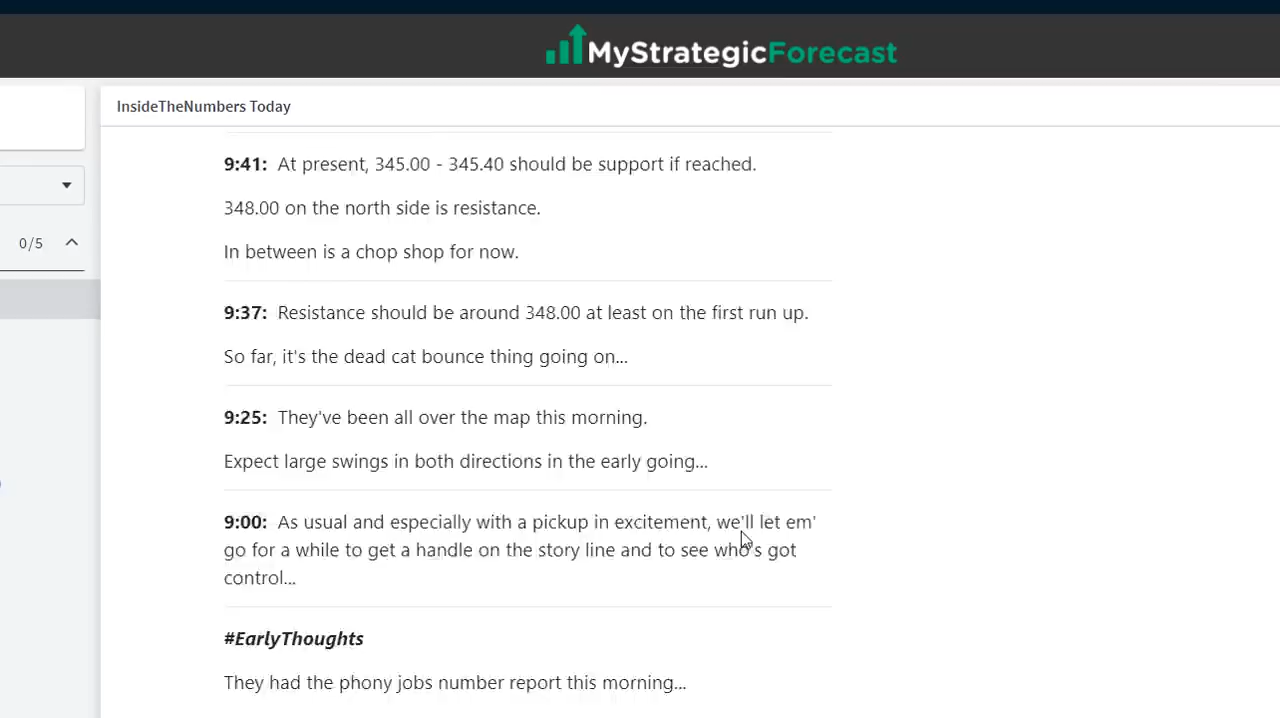 MyStrategicForecast
InsideTheNumbers Today
9:41: At present, 345.00 - 345.40 should be support if reached.
348.00 on the north side is resistance.
In between is a chop shop for now.
0/5
9:37: Resistance should be around 348.00 at least on the first run up.
So far, it's the dead cat bounce thing going on...
9:25: They've been all over the map this morning.
Expect large swings in both directions in the early going...
9:00: As usual and especially with a pickup in excitement, we'll let em'
go for a while to get a handle on the story line and to see who's got
control...
#EarlyThoughts
They had the phony jobs number report this morning...